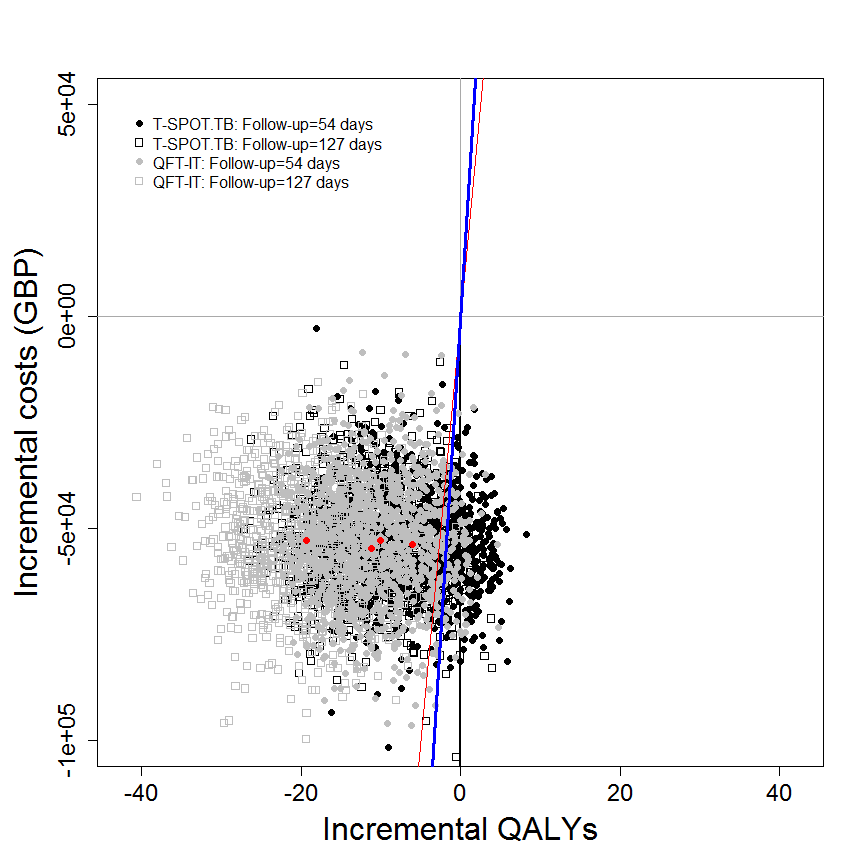 5e+04
T-SPOT.TB: Follow-up=54 days
T-SPOT.TB: Follow-up=127 days
QFT-IT: Follow-up=54 days
QFT-IT: Follow-up=127 days
0e+00
Incremental costs (GBP)
-5e+04
-1e+05
-40 -20 0 20 40
Incremental QALYs